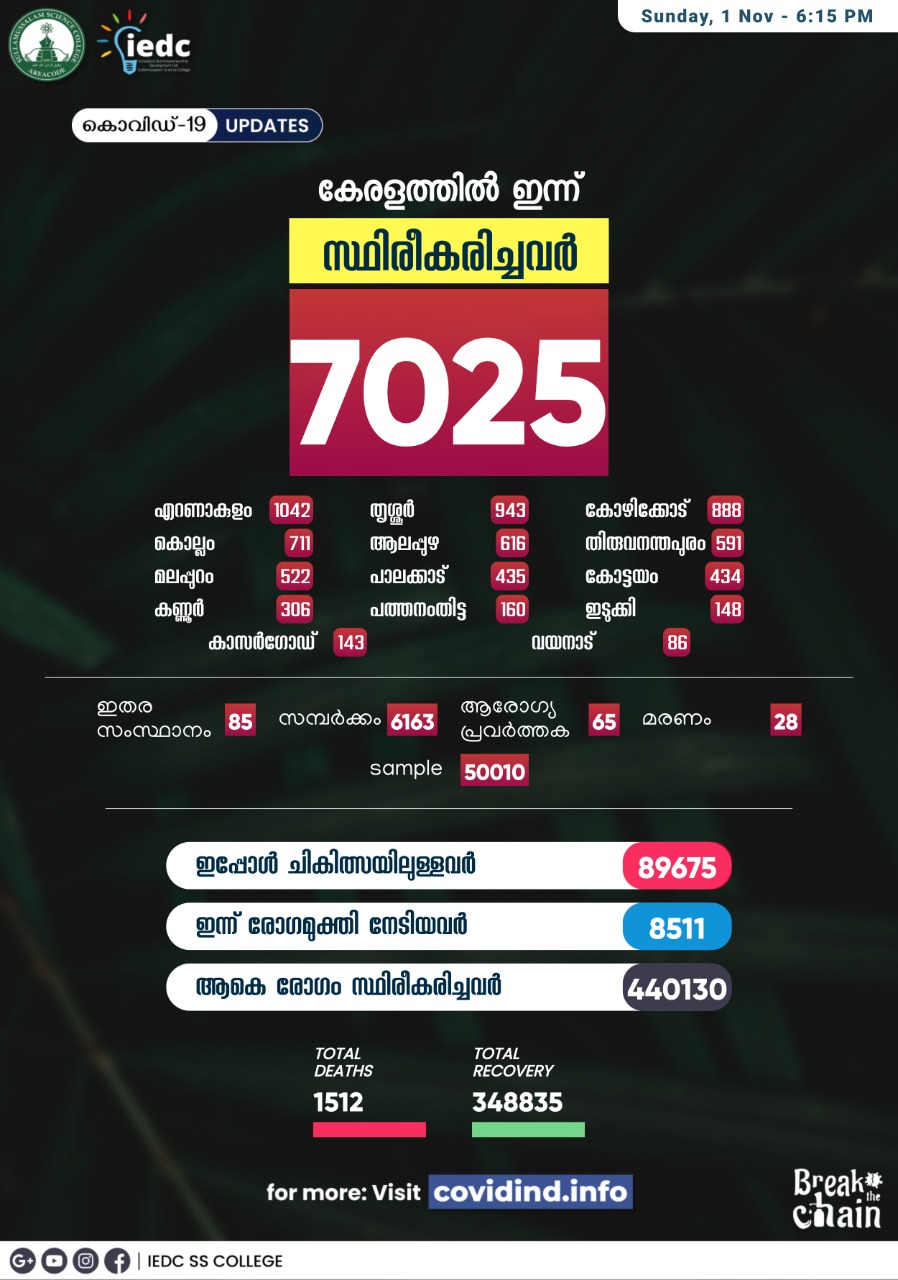 Sunday, 1 Nov - 6:15 PM
SULLAMUSSALAM SCIENCE COLLEGE
AREACODE
iedc
കൊവിഡ്-19 UPDATES
കേരളത്തിൽ ഇന്ന്
സ്ഥിരീകരിച്ചവർ
7025
എറണാകുളം 1042 തൃശ്ശൂർ 943 കോഴിക്കോട് 888
കൊല്ലം 711 ആലപ്പുഴ 616 തിരുവനന്തപുരം 591
മലപ്പുറം 522 പാലക്കാട് 435 കോട്ടയം 434
കണ്ണൂർ 306 പത്തനംതിട്ട 160 ഇടുക്കി 148
കാസർഗോഡ് 143 വയനാട് 86
ഇതര സംസ്ഥാനം 85 സമ്പർക്കം 6163 ആരോഗ്യ പ്രവർത്തക 65 മരണം 28
sample 50010
ഇപ്പോൾ ചികിത്സയിലുള്ളവർ 89675
ഇന്ന് രോഗമുക്തി നേടിയവർ 8511
ആകെ രോഗം സ്ഥിരീകരിച്ചവർ 440130
TOTAL DEATHS
1512
TOTAL RECOVERY
348835
for more: Visit covidind.info
Break the chain
G+ f | IEDC SS COLLEGE